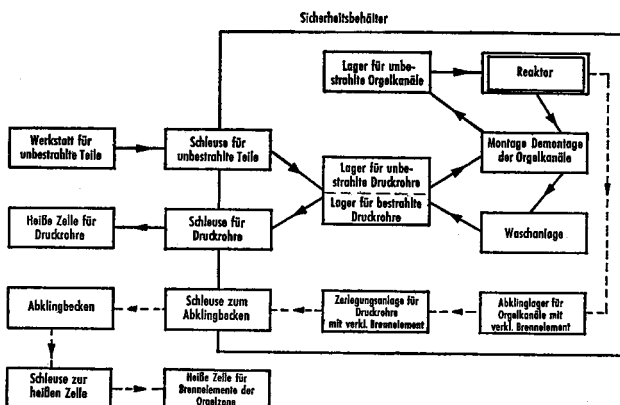 Sicherheitsbehälter
Lager für unbe-
strahlte Orgelkanäle
Reaktor
Werkstatt für
unbestrahlte Teile
Schleuse für
unbestrahlte Teile
Montage Demontage
der Orgelkanäle
Lager für unbe-
strahlte Druckrohre
Lager für bestrahlte
Druckrohre
Heiße Zelle für
Druckrohre
Schleuse für
Druckrohre
Waschanlage
Abklingbecken
Schleuse zum
Abklingbecken
Zerlegungsanlage für
Druckrohre
mit verkl. Brennelement
Abklinglager für
Orgelkanäle mit
verkl. Brennelement
Schleuse zur
heißen Zelle
Heiße Zelle für
Brennelemente der
Orgelzone